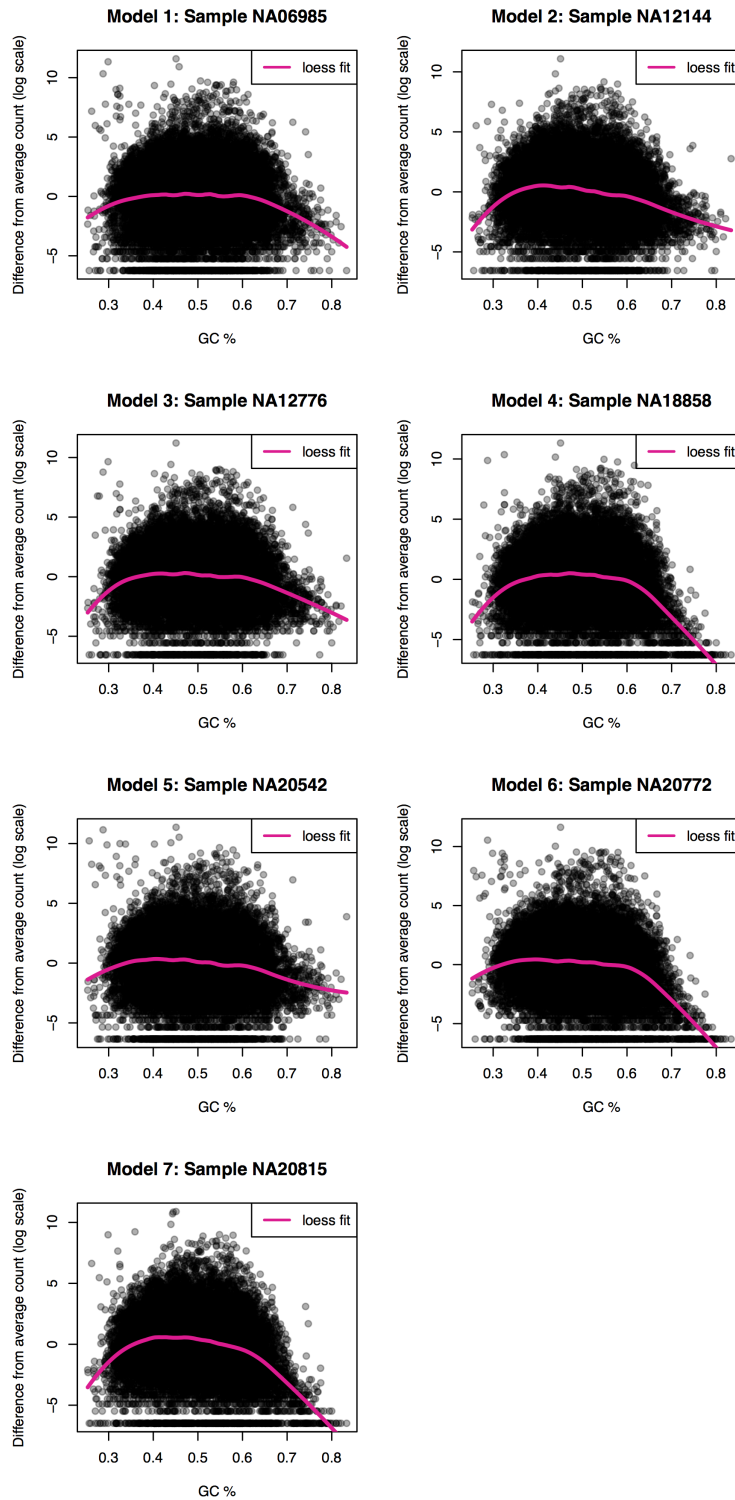 Model 1: Sample NA06985
Difference from average count (log scale)
10
5
0
−5
loess fit
0.3 0.4 0.5 0.6 0.7 0.8
GC %
Model 2: Sample NA12144
Difference from average count (log scale)
10
5
0
−5
loess fit
0.3 0.4 0.5 0.6 0.7 0.8
GC %
Model 3: Sample NA12776
Difference from average count (log scale)
10
5
0
−5
loess fit
0.3 0.4 0.5 0.6 0.7 0.8
GC %
Model 4: Sample NA18858
Difference from average count (log scale)
10
5
0
−5
loess fit
0.3 0.4 0.5 0.6 0.7 0.8
GC %
Model 5: Sample NA20542
Difference from average count (log scale)
10
5
0
−5
loess fit
0.3 0.4 0.5 0.6 0.7 0.8
GC %
Model 6: Sample NA20772
Difference from average count (log scale)
10
5
0
−5
loess fit
0.3 0.4 0.5 0.6 0.7 0.8
GC %
Model 7: Sample NA20815
Difference from average count (log scale)
10
5
0
−5
loess fit
0.3 0.4 0.5 0.6 0.7 0.8
GC %